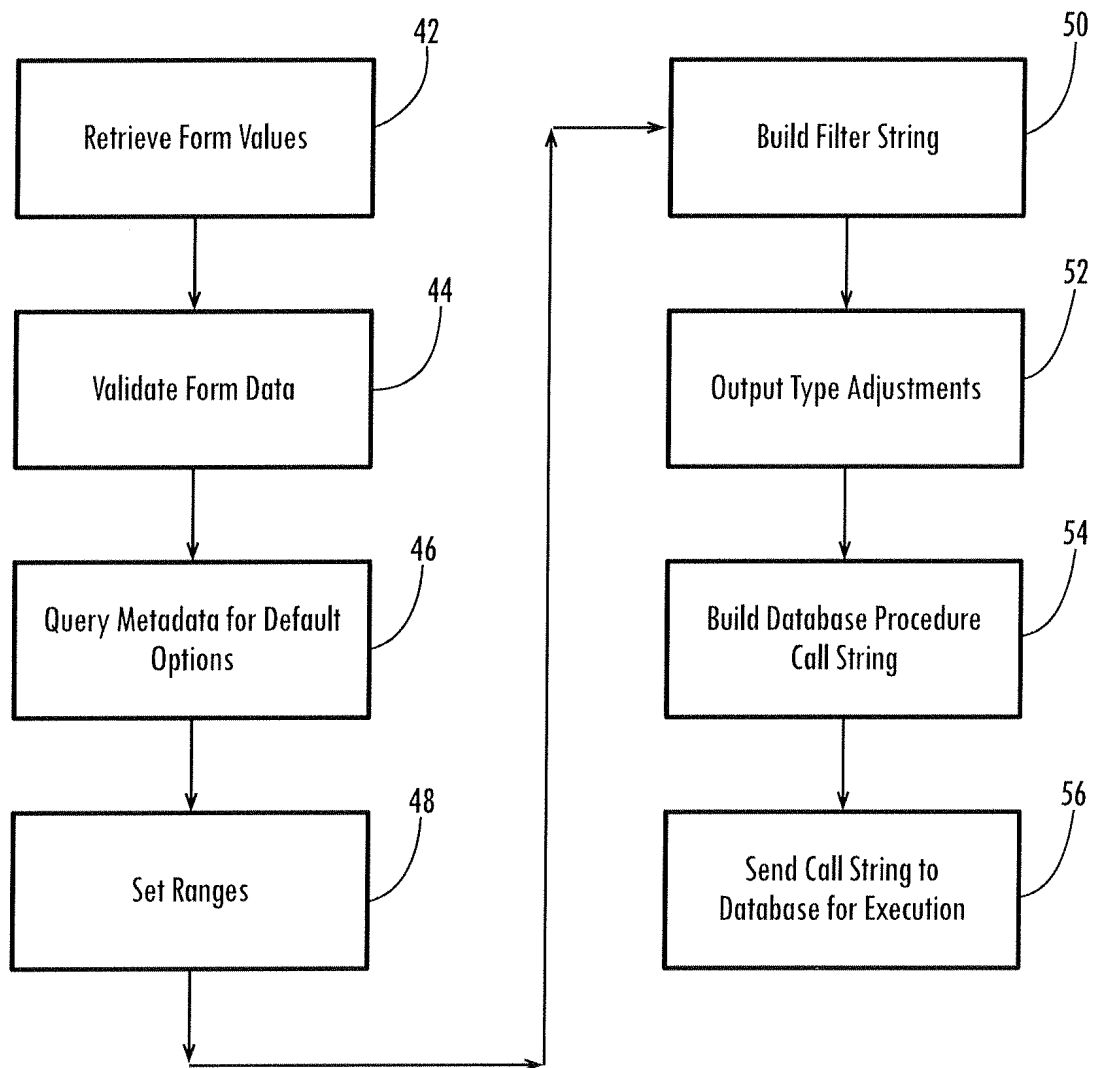 42
Retrieve Form Values
44
Validate Form Data
46
Query Metadata for Default
Options
48
Set Ranges
50
Build Filter String
52
Output Type Adjustments
54
Build Database Procedure
Call String
56
Send Call String to
Database for Execution